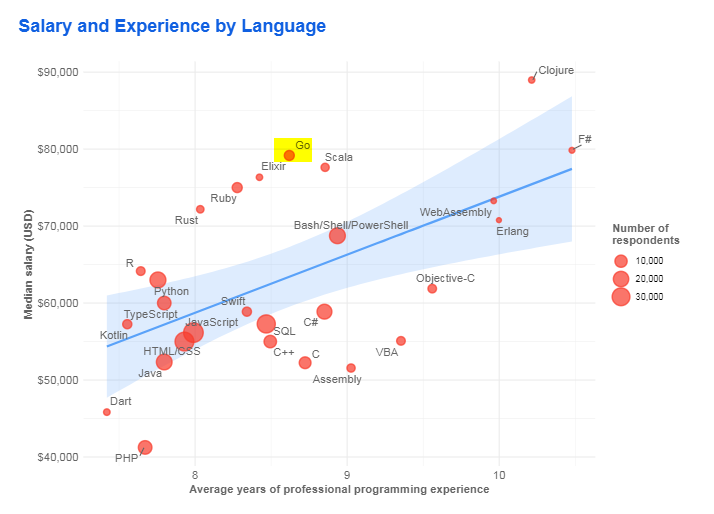 Salary and Experience by Language
$90,000
Clojure
$80,000
Go
F#
Scala
Elixir
Ruby
WebAssembly
Rust
$70,000
Bash/Shell/PowerShell
Erlang
Number of
respondents
10,000
20,000
30,000
Median salary (USD)
R
Python
Objective-C
$60,000
Swift
TypeScript
JavaScript
C#
SQL
Kotlin
HTML/CSS
C++
C
VBA
Java
Assembly
$50,000
Dart
PHP
$40,000
8
9
10
Average years of professional programming experience